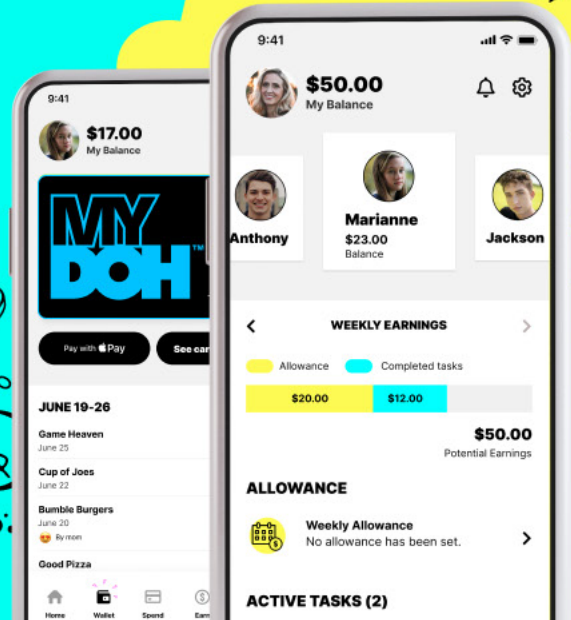 9:41
$17.00
My Balance
MY
DOH™
Pay with Pay
See car
JUNE 19-26
Game Heaven
June 25
Cup of Joes
June 22
Bumble Burgers
June 20
😍 By mom
Good Pizza
Home
Wallet
Spend
Earn
9:41
$50.00
My Balance
Anthony
Marianne
$23.00
Balance
Jackson
WEEKLY EARNINGS
Allowance
Completed tasks
$20.00
$12.00
$50.00
Potential Earnings
ALLOWANCE
Weekly Allowance
No allowance has been set.
ACTIVE TASKS (2)